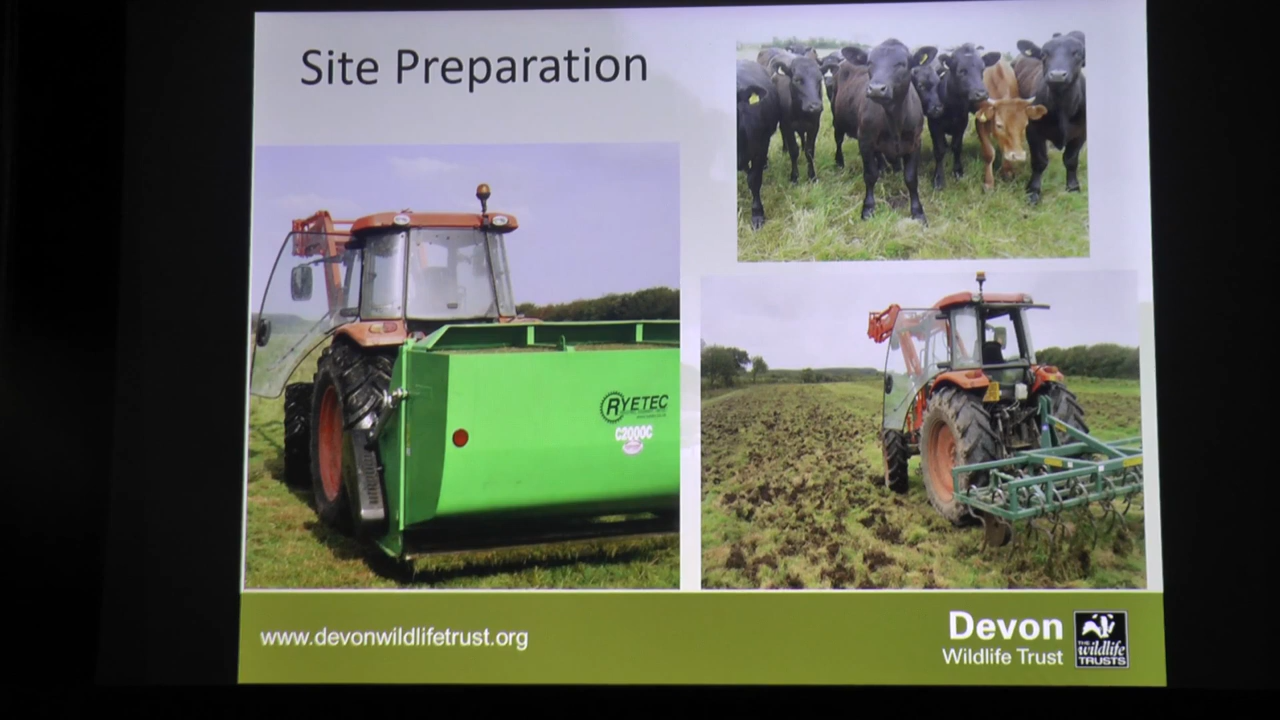 Site Preparation
RYETEC
C2000C
www.devonwildlifetrust.org
Devon
Wildlife Trust
THE
wildlife
TRUSTS